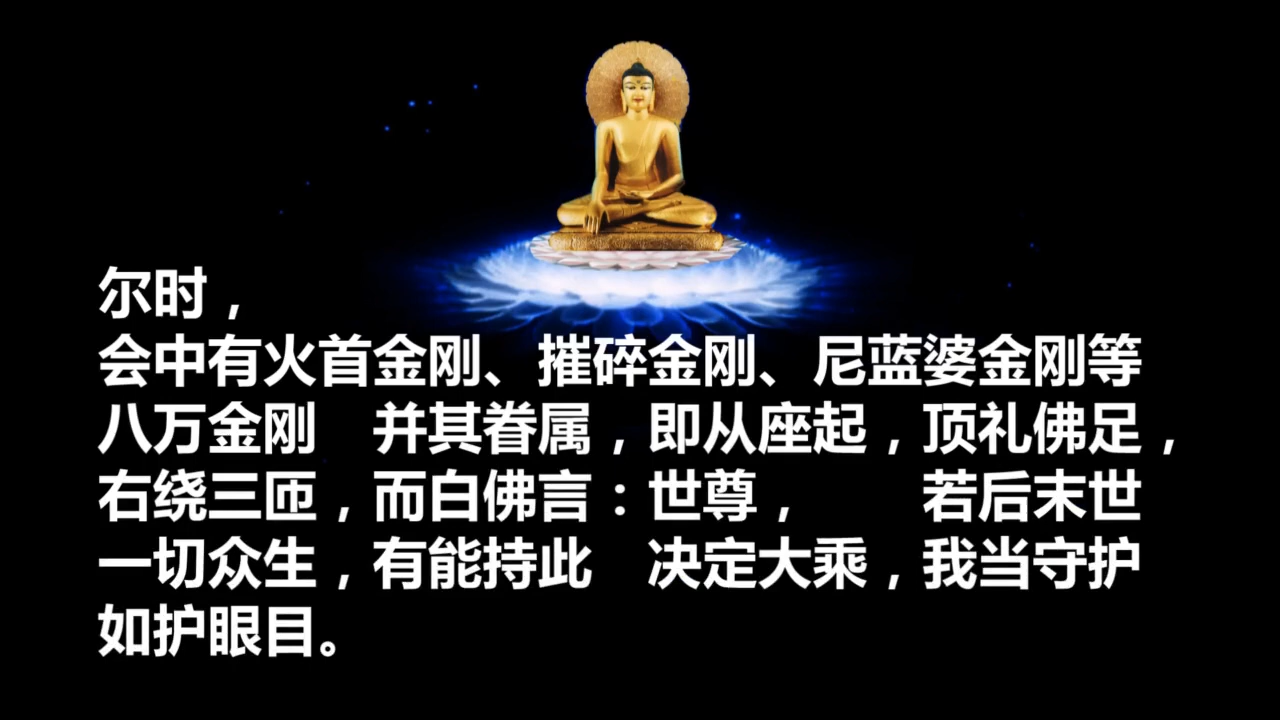 尔时，
会中有火首金刚、摧碎金刚、尼蓝婆金刚等
八万金刚　并其眷属，即从座起，顶礼佛足，
右绕三匝，而白佛言：世尊，　　若后末世
一切众生，有能持此　决定大乘，我当守护
如护眼目。